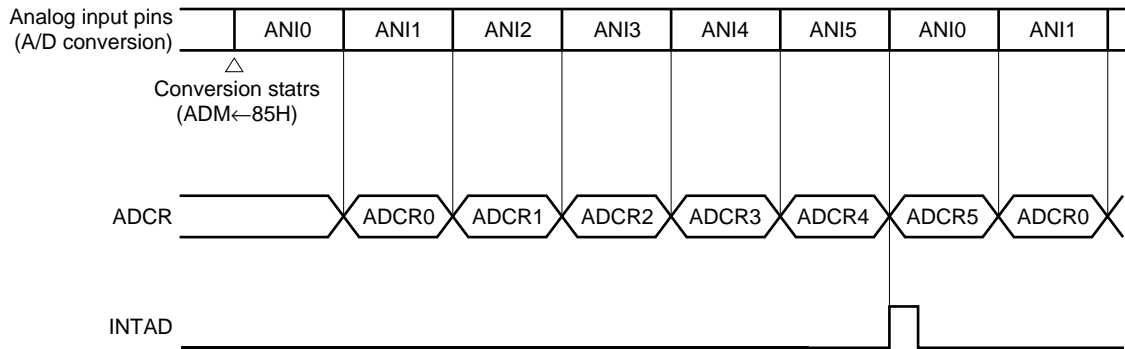 Analog input pins
(A/D conversion)
ANI0 ANI1 ANI2 ANI3 ANI4 ANI5 ANI0 ANI1
Conversion statrs
(ADM←85H)
ADCR
ADCR0 ADCR1 ADCR2 ADCR3 ADCR4 ADCR5 ADCR0
INTAD